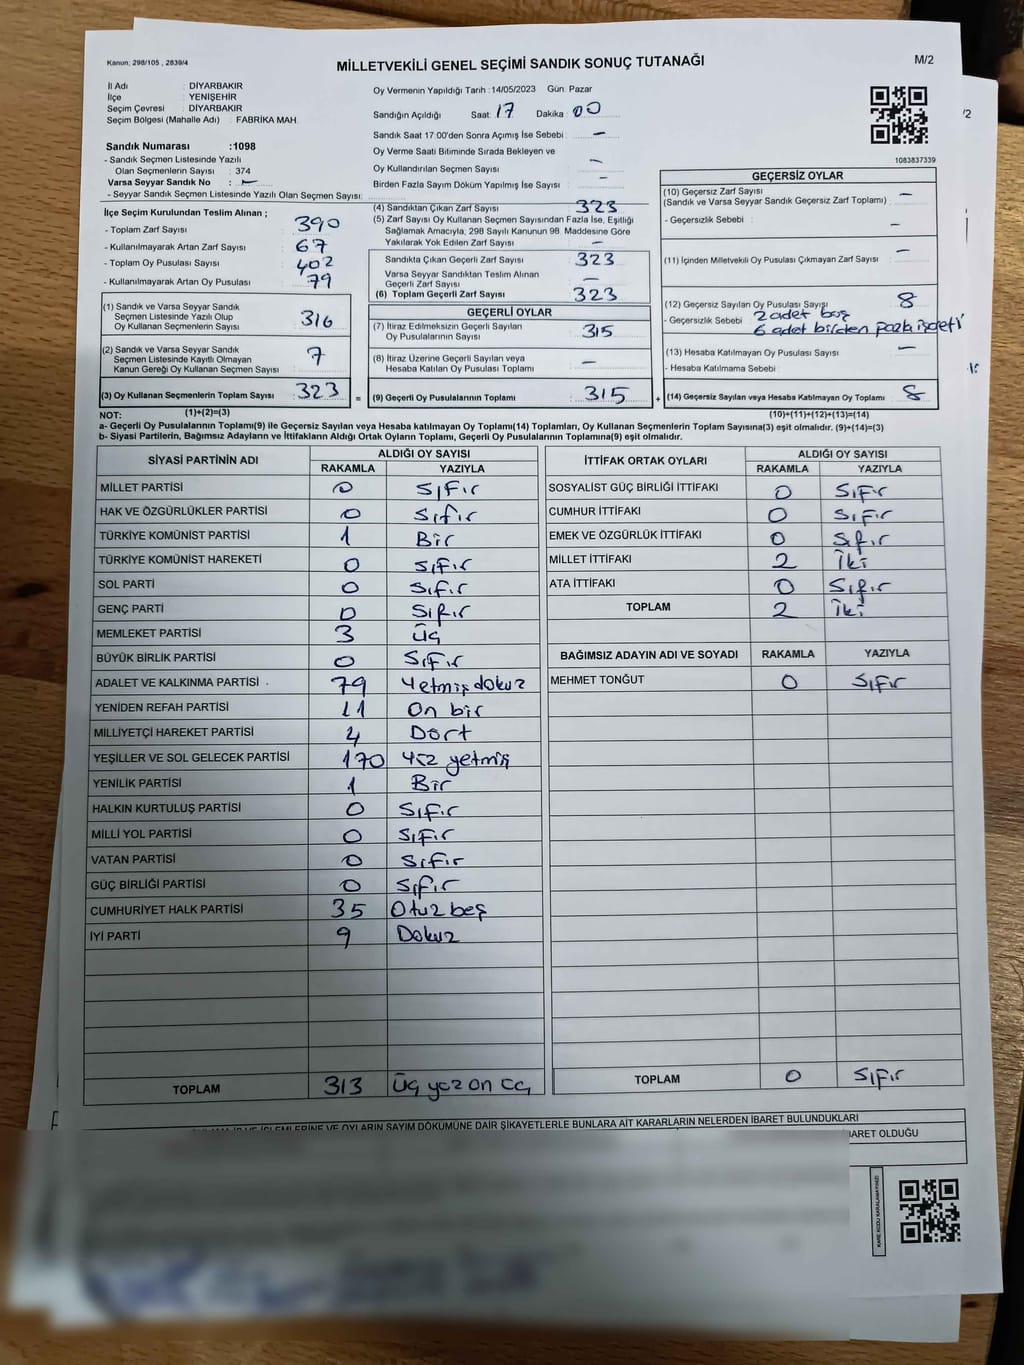 Kanun; 298/105 , 2839/4
MİLLETVEKİLİ GENEL SEÇİMİ SANDIK SONUÇ TUTANAĞI
M/2
İl Adı : DİYARBAKIR
İlçe : YENIŞEHIR
Seçim Çevresi : DİYARBAKIR
Seçim Bölgesi (Mahalle Adı) : FABRİKA MAH.
Sandık Numarası :1098
- Sandık Seçmen Listesinde Yazılı
Olan Seçmenlerin Sayısı : 374
Varsa Seyyar Sandık No : -
- Seyyar Sandık Seçmen Listesinde Yazılı Olan Seçmen Sayısı:
Oy Vermenin Yapıldığı Tarih :14/05/2023 Gün: Pazar
Sandığın Açıldığı Saat: 17 Dakika : 00
Sandık Saat 17:00'den Sonra Açımış İse Sebebi : -
Oy Verme Saati Bitiminde Sırada Bekleyen ve
Oy Kullandırılan Seçmen Sayısı : -
Birden Fazla Sayım Döküm Yapılmış İse Sayısı : -
1083837339
/2
İlçe Seçim Kurulundan Teslim Alınan ;
- Toplam Zarf Sayısı : 390
- Kullanılmayarak Artan Zarf Sayısı : 67
- Toplam Oy Pusulası Sayısı : 402
- Kullanılmayarak Artan Oy Pusulası : 79
(1) Sandık ve Varsa Seyyar Sandık
Seçmen Listesinde Yazılı Olup
Oy Kullanan Seçmenlerin Sayısı : 316
(2) Sandık ve Varsa Seyyar Sandık
Seçmen Listesinde Kayıtlı Olmayan
Kanun Gereği Oy Kullanan Seçmen Sayısı : 7
(3) Oy Kullanan Seçmenlerin Toplam Sayısı : 323
(4) Sandıktan Çıkan Zarf Sayısı : 323
(5) Zarf Sayısı Oy Kullanan Seçmen Sayısından Fazla İse, Eşitliği
Sağlamak Amacıyla, 298 Sayılı Kanunun 98. Maddesine Göre
Yakılarak Yok Edilen Zarf Sayısı : -
Sandıkta Çıkan Geçerli Zarf Sayısı : 323
Varsa Seyyar Sandıktan Teslim Alınan
Geçerli Zarf Sayısı : -
(6) Toplam Geçerli Zarf Sayısı : 323
GEÇERLİ OYLAR
(7) İtiraz Edilmeksizin Geçerli Sayılan
Oy Pusulalarının Sayısı : 315
(8) İtiraz Üzerine Geçerli Sayılan veya
Hesaba Katılan Oy Pusulası Toplamı : -
= (9) Geçerli Oy Pusulalarının Toplamı : 315
GEÇERSİZ OYLAR
(10) Geçersiz Zarf Sayısı : -
(Sandık ve Varsa Seyyar Sandık Geçersiz Zarf Toplamı)
- Geçersizlik Sebebi : -
(11) İçinden Milletvekili Oy Pusulası Çıkmayan Zarf Sayısı : -
(12) Geçersiz Sayılan Oy Pusulası Sayısı : 8
- Geçersizlik Sebebi : 2 adet boş
6 adet birden fazla işareti
(13) Hesaba Katılmayan Oy Pusulası Sayısı : -
- Hesaba Katılmama Sebebi :
+ (14) Geçersiz Sayılan veya Hesaba Katılmayan Oy Toplamı : 8
NOT: (1)+(2)=(3) (10)+(11)+(12)+(13)=(14)
a- Geçerli Oy Pusulalarının Toplamı(9) ile Geçersiz Sayılan veya Hesaba katılmayan Oy Toplamı(14) Toplamları, Oy Kullanan Seçmenlerin Toplam Sayısına(3) eşit olmalıdır. (9)+(14)=(3)
b- Siyasi Partilerin, Bağımsız Adayların ve İttifakların Aldığı Ortak Oyların Toplamı, Geçerli Oy Pusulalarının Toplamına(9) eşit olmalıdır.
SİYASİ PARTİNİN ADI ALDIĞI OY SAYISI
RAKAMLA YAZIYLA
MİLLET PARTİSİ 0 Sıfır
HAK VE ÖZGÜRLÜKLER PARTİSİ 0 Sıfır
TÜRKİYE KOMÜNİST PARTİSİ 1 Bir
TÜRKİYE KOMÜNİST HAREKETİ 0 Sıfır
SOL PARTİ 0 Sıfır
GENÇ PARTİ 0 Sıfır
MEMLEKET PARTİSİ 3 Üç
BÜYÜK BİRLİK PARTİSİ 0 Sıfır
ADALET VE KALKINMA PARTİSİ 79 Yetmiş dokuz
YENİDEN REFAH PARTİSİ 11 On bir
MİLLİYETÇİ HAREKET PARTİSİ 4 Dört
YEŞİLLER VE SOL GELECEK PARTİSİ 170 Yüz yetmiş
YENİLİK PARTİSİ 1 Bir
HALKIN KURTULUŞ PARTİSİ 0 Sıfır
MİLLİ YOL PARTİSİ 0 Sıfır
VATAN PARTİSİ 0 Sıfır
GÜÇ BİRLİĞİ PARTİSİ 0 Sıfır
CUMHURİYET HALK PARTİSİ 35 Otuz beş
İYİ PARTİ 9 Dokuz
TOPLAM 313 Üç yüz on üç
İTTİFAK ORTAK OYLARI ALDIĞI OY SAYISI
RAKAMLA YAZIYLA
SOSYALİST GÜÇ BİRLİĞİ İTTİFAKI 0 Sıfır
CUMHUR İTTİFAKI 0 Sıfır
EMEK VE ÖZGÜRLÜK İTTİFAKI 0 Sıfır
MİLLET İTTİFAKI 2 İki
ATA İTTİFAKI 0 Sıfır
TOPLAM 2 İki
BAĞIMSIZ ADAYIN ADI VE SOYADI RAKAMLA YAZIYLA
MEHMET TONĞUT 0 Sıfır
TOPLAM 0 Sıfır
İŞLEMLERİNE VE OYLARIN SAYIM DÖKÜMÜNE DAİR ŞİKAYETLERLE BUNLARA AİT KARARLARIN NELERDEN İBARET BULUNDUKLARI
İBARET OLDUĞU
KARE KODU KARALAMAYINIZ!